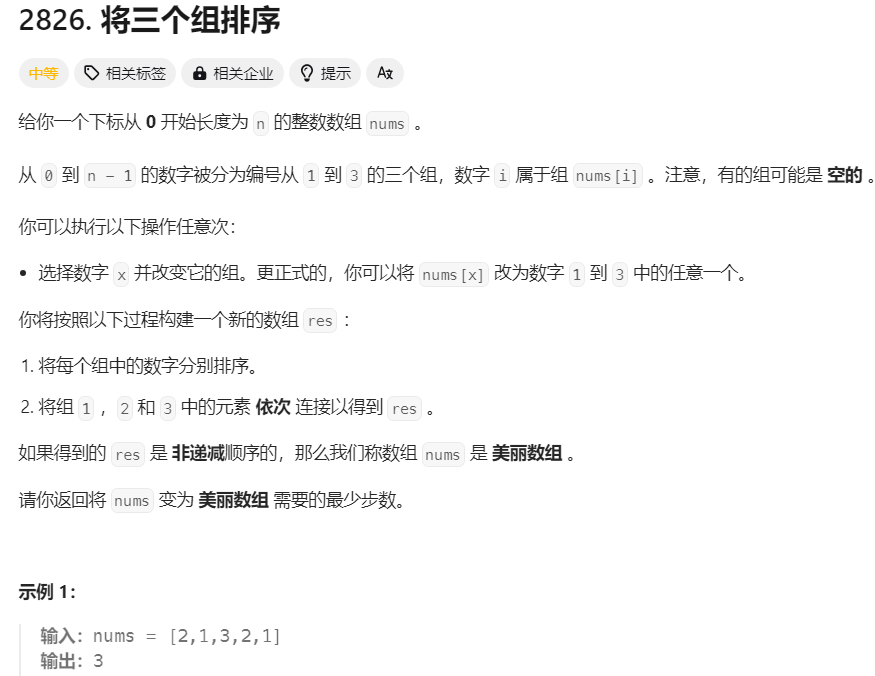 2826. 将三个组排序
中等 相关标签 相关企业 提示 Ax
给你一个下标从 0 开始长度为 n 的整数数组 nums 。
从 0 到 n - 1 的数字被分为编号从 1 到 3 的三个组，数字 i 属于组 nums[i] 。注意，有的组可能是 空的 。
你可以执行以下操作任意次：
• 选择数字 x 并改变它的组。更正式的，你可以将 nums[x] 改为数字 1 到 3 中的任意一个。
你将按照以下过程构建一个新的数组 res ：
1. 将每个组中的数字分别排序。
2. 将组 1 ，2 和 3 中的元素 依次 连接以得到 res 。
如果得到的 res 是 非递减顺序的，那么我们称数组 nums 是 美丽数组 。
请你返回将 nums 变为 美丽数组 需要的最少步数。
示例 1：
输入：nums = [2,1,3,2,1]
输出：3